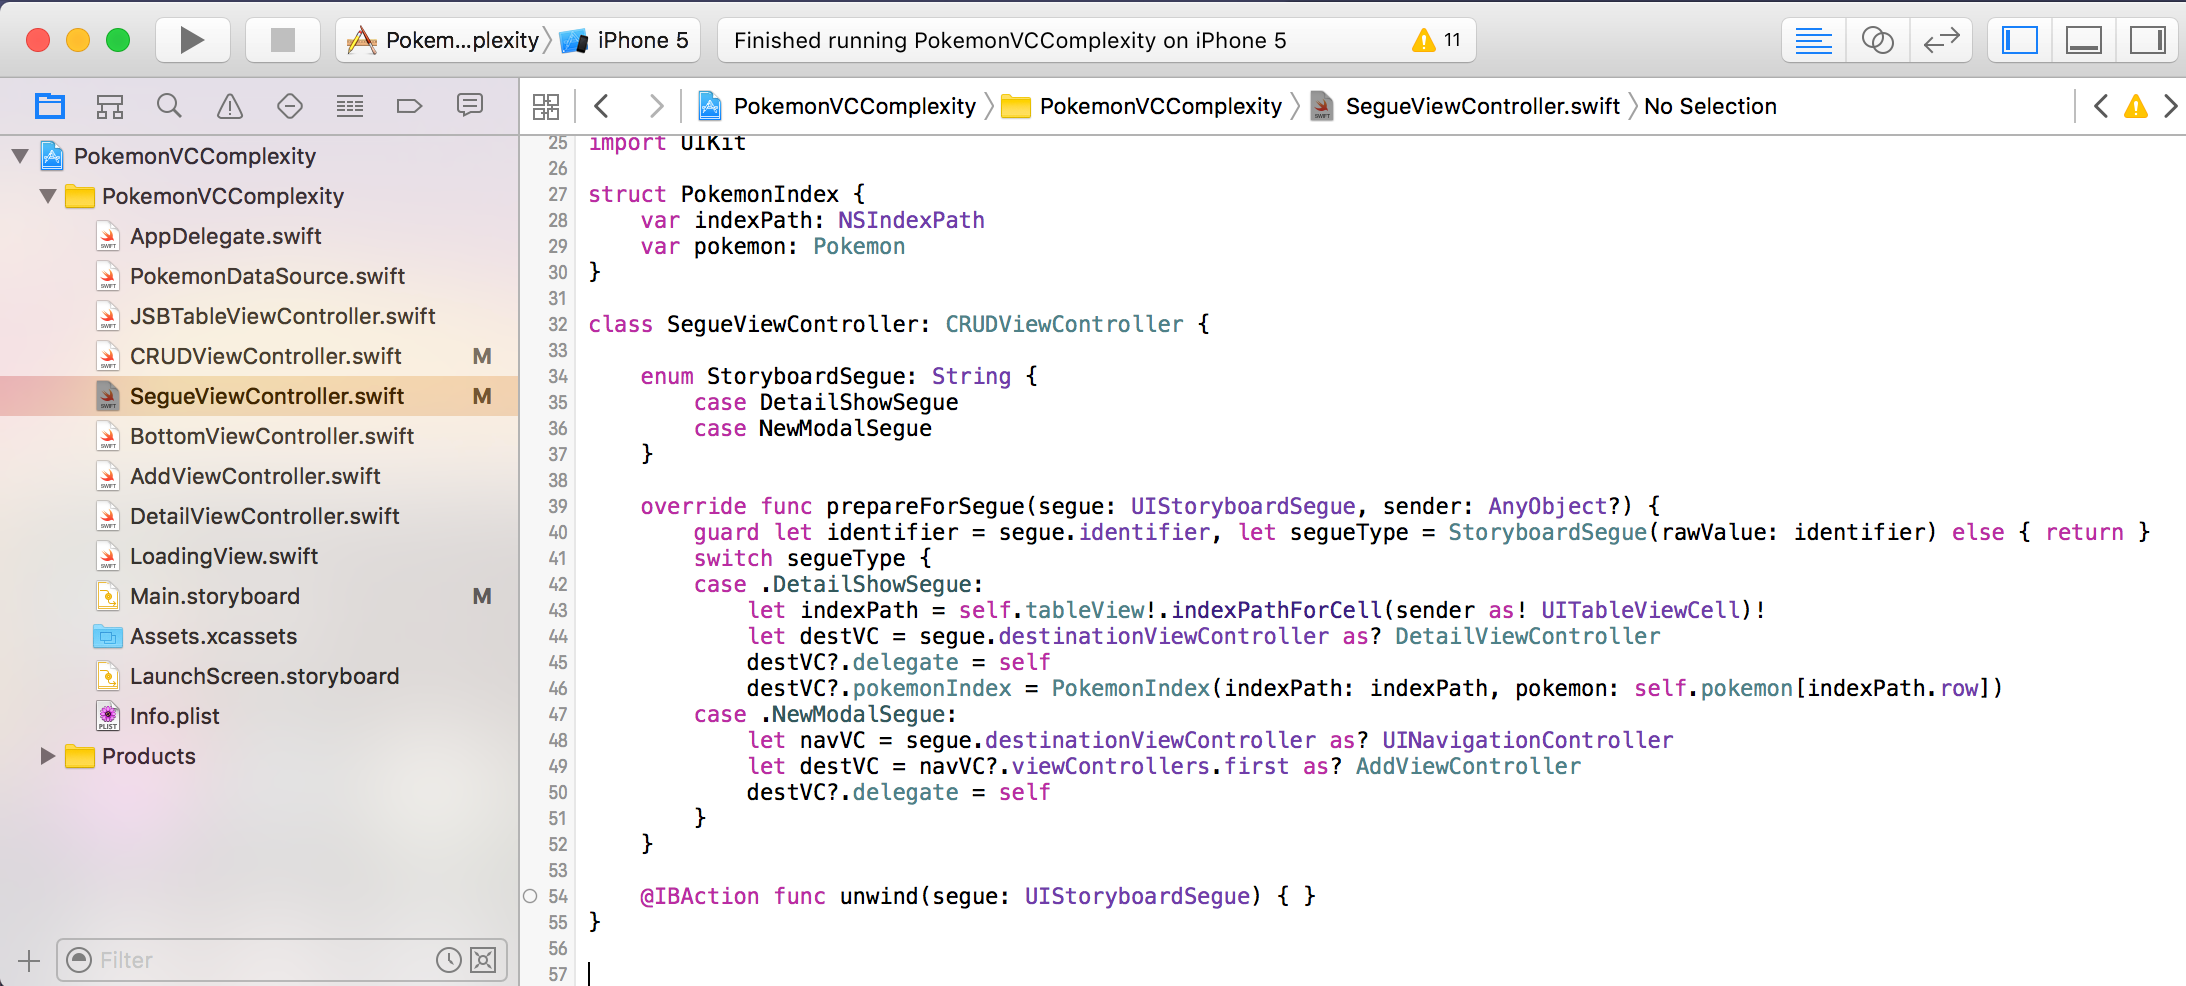 Pokem...plexity
iPhone 5
Finished running PokemonVCComplexity on iPhone 5
11
PokemonVCComplexity
PokemonVCComplexity
SegueViewController.swift
No Selection
PokemonVCComplexity
PokemonVCComplexity
AppDelegate.swift
PokemonDataSource.swift
JSBTableViewController.swift
CRUDViewController.swift M
SegueViewController.swift M
BottomViewController.swift
AddViewController.swift
DetailViewController.swift
LoadingView.swift
Main.storyboard M
Assets.xcassets
LaunchScreen.storyboard
Info.plist
Products
Filter
25 import UIKit
26
27 struct PokemonIndex {
28     var indexPath: NSIndexPath
29     var pokemon: Pokemon
30 }
31
32 class SegueViewController: CRUDViewController {
33
34     enum StoryboardSegue: String {
35         case DetailShowSegue
36         case NewModalSegue
37     }
38
39     override func prepareForSegue(segue: UIStoryboardSegue, sender: AnyObject?) {
40         guard let identifier = segue.identifier, let segueType = StoryboardSegue(rawValue: identifier) else { return }
41         switch segueType {
42         case .DetailShowSegue:
43             let indexPath = self.tableView!.indexPathForCell(sender as! UITableViewCell)!
44             let destVC = segue.destinationViewController as? DetailViewController
45             destVC?.delegate = self
46             destVC?.pokemonIndex = PokemonIndex(indexPath: indexPath, pokemon: self.pokemon[indexPath.row])
47         case .NewModalSegue:
48             let navVC = segue.destinationViewController as? UINavigationController
49             let destVC = navVC?.viewControllers.first as? AddViewController
50             destVC?.delegate = self
51         }
52     }
53
54     @IBAction func unwind(segue: UIStoryboardSegue) { }
55 }
56
57